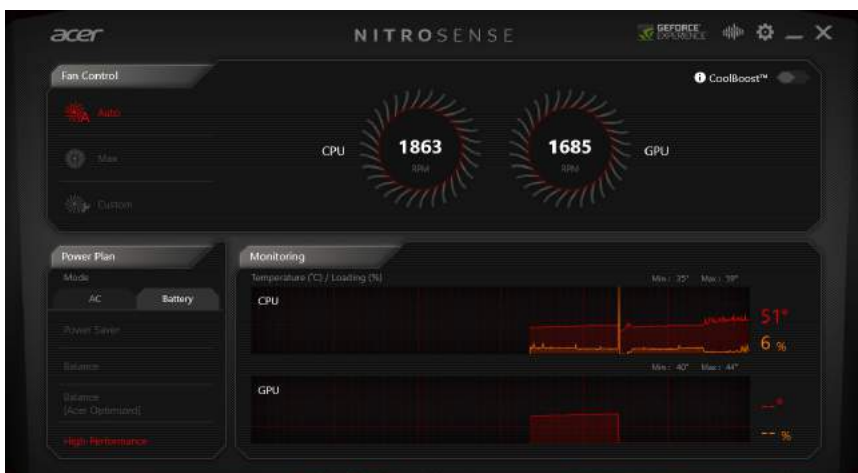 acer
NITROSENSE
GEFORCE EXPERIENCE
Fan Control
CoolBoost™
Auto
Max
Custom
CPU
1863
RPM
1685
RPM
GPU
Power Plan
Mode
AC
Battery
Power Saver
Balance
Balance
(Acer Optimized)
High Performance
Monitoring
Temperature (°C) / Loading (%)
CPU
51°
6 %
Min : 40° Max : 44°
GPU
--°
-- %